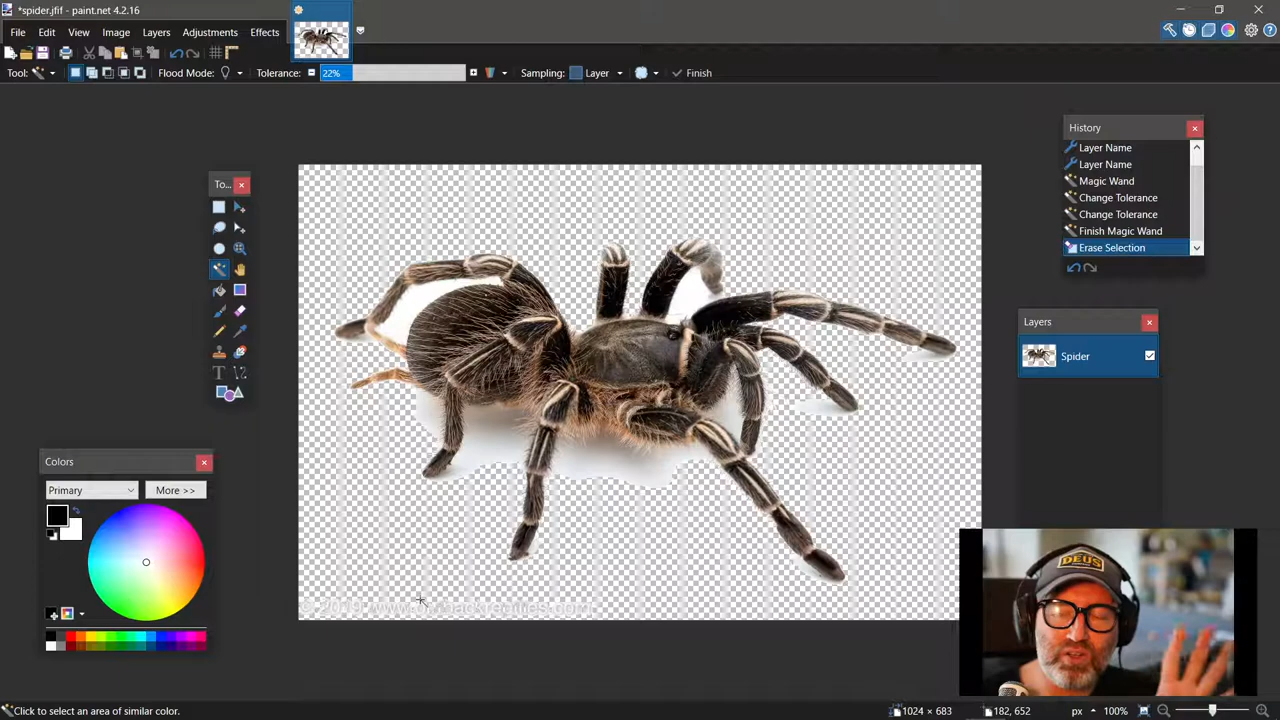 *spider.jfif - paint.net 4.2.16
File Edit View Image Layers Adjustments Effects
Tool: Flood Mode: Tolerance: 22% Sampling: Layer Finish
History
Layer Name
Layer Name
Magic Wand
Change Tolerance
Change Tolerance
Finish Magic Wand
Erase Selection
To...
Layers
Spider
Colors
Primary More >>
DEUS
© 2019
Click to select an area of similar color. 1024 × 683 182, 652 px 100%